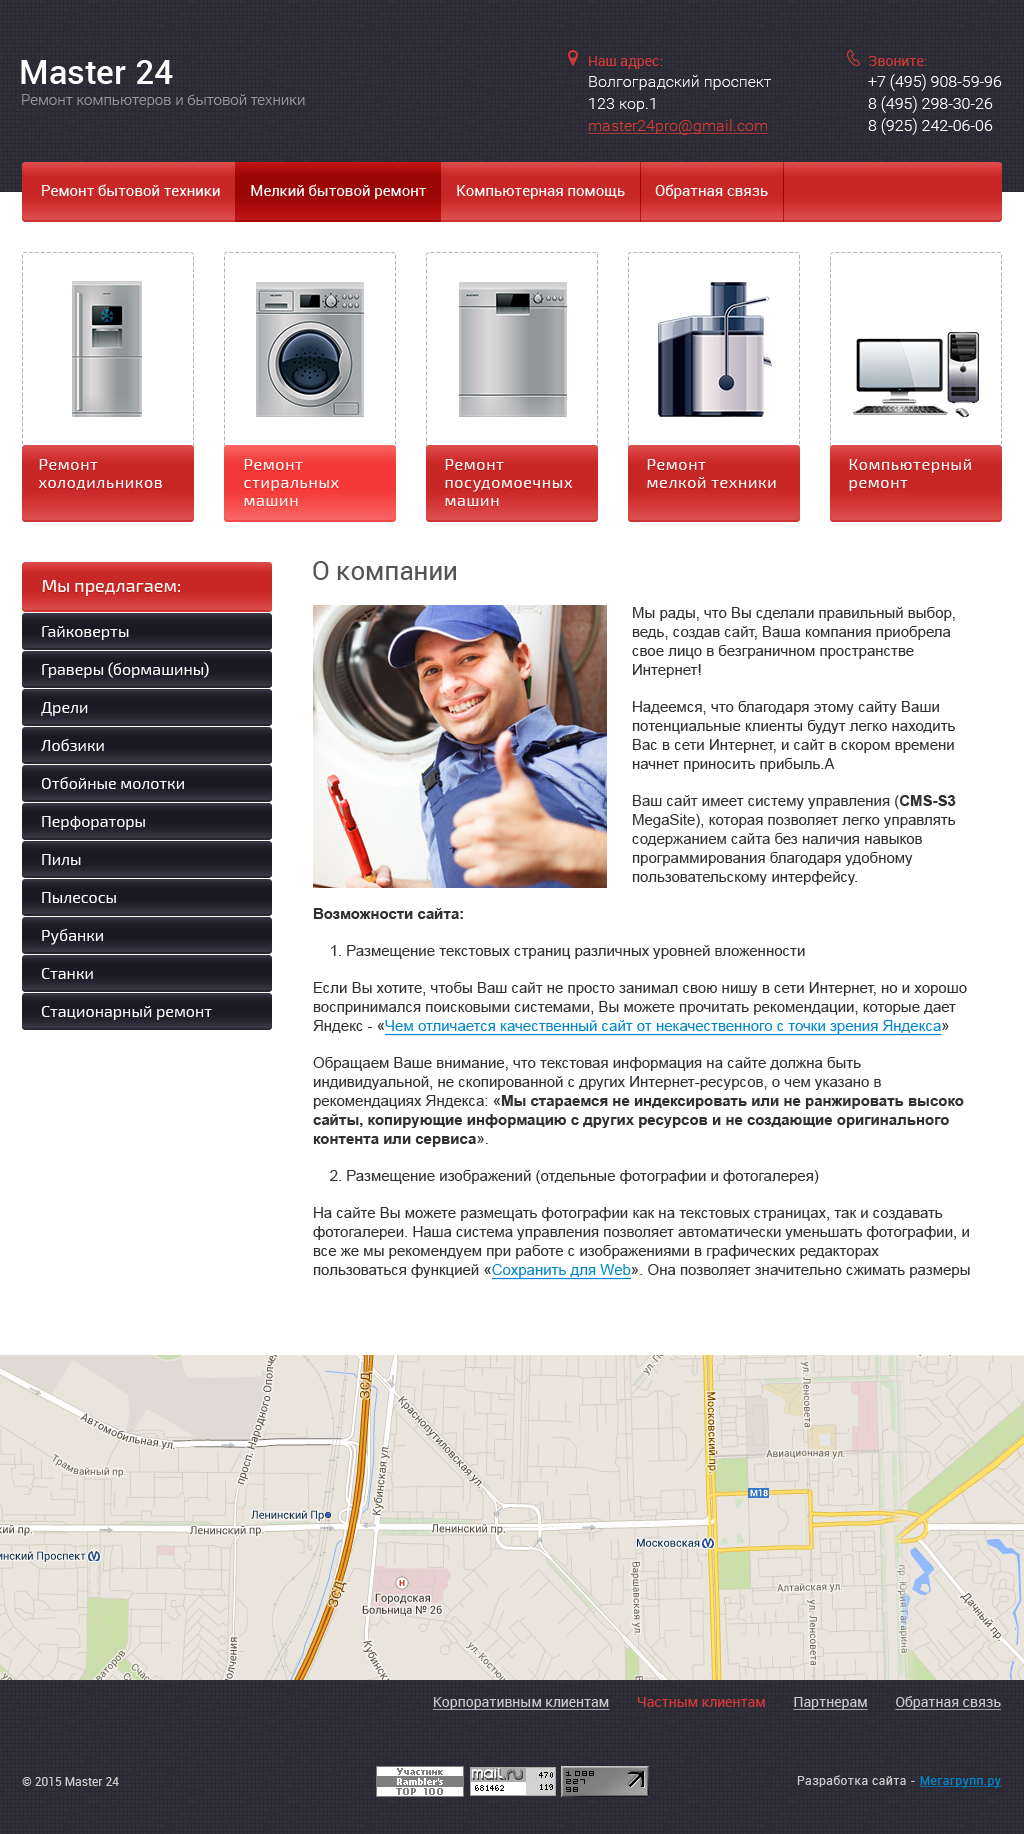 Master 24
Ремонт компьютеров и бытовой техники
Наш адрес:
Волгоградский проспект
123 кор.1
master24pro@gmail.com
Звоните:
+7 (495) 908-59-96
8 (495) 298-30-26
8 (925) 242-06-06
Ремонт бытовой техники
Мелкий бытовой ремонт
Компьютерная помощь
Обратная связь
Ремонт
холодильников
Ремонт
стиральных
машин
Ремонт
посудомоечных
машин
Ремонт
мелкой техники
Компьютерный
ремонт
Мы предлагаем:
Гайковерты
Граверы (бормашины)
Дрели
Лобзики
Отбойные молотки
Перфораторы
Пилы
Пылесосы
Рубанки
Станки
Стационарный ремонт
О компании
Мы рады, что Вы сделали правильный выбор,
ведь, создав сайт, Ваша компания приобрела
свое лицо в безграничном пространстве
Интернет!
Надеемся, что благодаря этому сайту Ваши
потенциальные клиенты будут легко находить
Вас в сети Интернет, и сайт в скором времени
начнет приносить прибыль.А
Ваш сайт имеет систему управления (CMS-S3
MegaSite), которая позволяет легко управлять
содержанием сайта без наличия навыков
программирования благодаря удобному
пользовательскому интерфейсу.
Возможности сайта:
1. Размещение текстовых страниц различных уровней вложенности
Если Вы хотите, чтобы Ваш сайт не просто занимал свою нишу в сети Интернет, но и хорошо
воспринимался поисковыми системами, Вы можете прочитать рекомендации, которые дает
Яндекс - «Чем отличается качественный сайт от некачественного с точки зрения Яндекса»
Обращаем Ваше внимание, что текстовая информация на сайте должна быть
индивидуальной, не скопированной с других Интернет-ресурсов, о чем указано в
рекомендациях Яндекса: «Мы стараемся не индексировать или не ранжировать высоко
сайты, копирующие информацию с других ресурсов и не создающие оригинального
контента или сервиса».
2. Размещение изображений (отдельные фотографии и фотогалерея)
На сайте Вы можете размещать фотографии как на текстовых страницах, так и создавать
фотогалереи. Наша система управления позволяет автоматически уменьшать фотографии, и
все же мы рекомендуем при работе с изображениями в графических редакторах
пользоваться функцией «Сохранить для Web». Она позволяет значительно сжимать размеры
Автомобильная ул.
Трамвайный пр.
просп. Народного Ополче
ЗСД
Кубинская ул.
Краснопутиловская ул.
Московский пр.
ул. Ленсовета
Авиационная ул.
М18
Ленинский Пр
кий пр.
Ленинский пр.
Ленинский пр.
Московская
нинский Проспект
ЗСД
Н
Городская
Больница № 26
Варшавская ул.
Алтайская ул.
ул. Ленсовета
пр. Юрия Гагарина
Дачный пр
Кубинска
ул. Костюш
ополчения
Корпоративным клиентам
Частным клиентам
Партнерам
Обратная связь
© 2015 Master 24
Участник
Rambler's
TOP 100
mail.ru
470
681462
119
1 088
227
98
Разработка сайта - Мегагрупп.ру